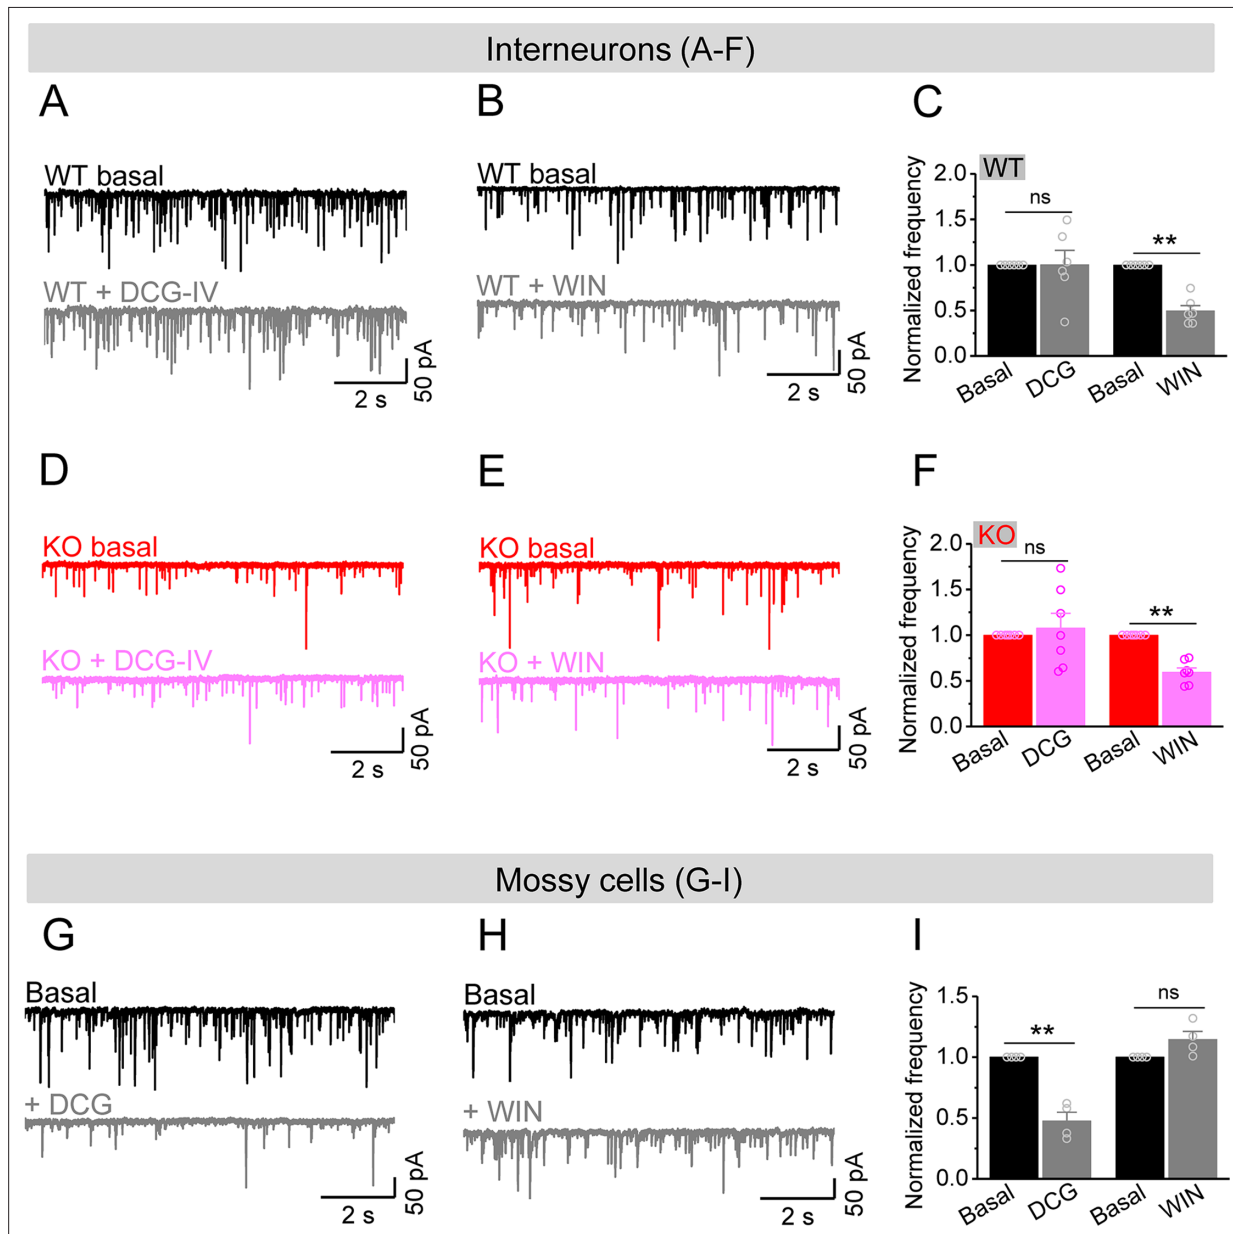 Interneurons (A-F)
A
B
C
WT basal
WT + DCG-IV
2 s
50 pA
WT basal
WT + WIN
2 s
50 pA
WT
Normalized frequency
2.0
1.5
1.0
0.5
0.0
ns
**
Basal
DCG
Basal
WIN
D
E
F
KO basal
KO + DCG-IV
2 s
50 pA
KO basal
KO + WIN
2 s
50 pA
KO
Normalized frequency
2.0
1.5
1.0
0.5
0.0
ns
**
Basal
DCG
Basal
WIN
Mossy cells (G-I)
G
H
I
Basal
+ DCG
2 s
50 pA
Basal
+ WIN
2 s
50 pA
Normalized frequency
1.5
1.0
0.5
0.0
**
ns
Basal
DCG
Basal
WIN